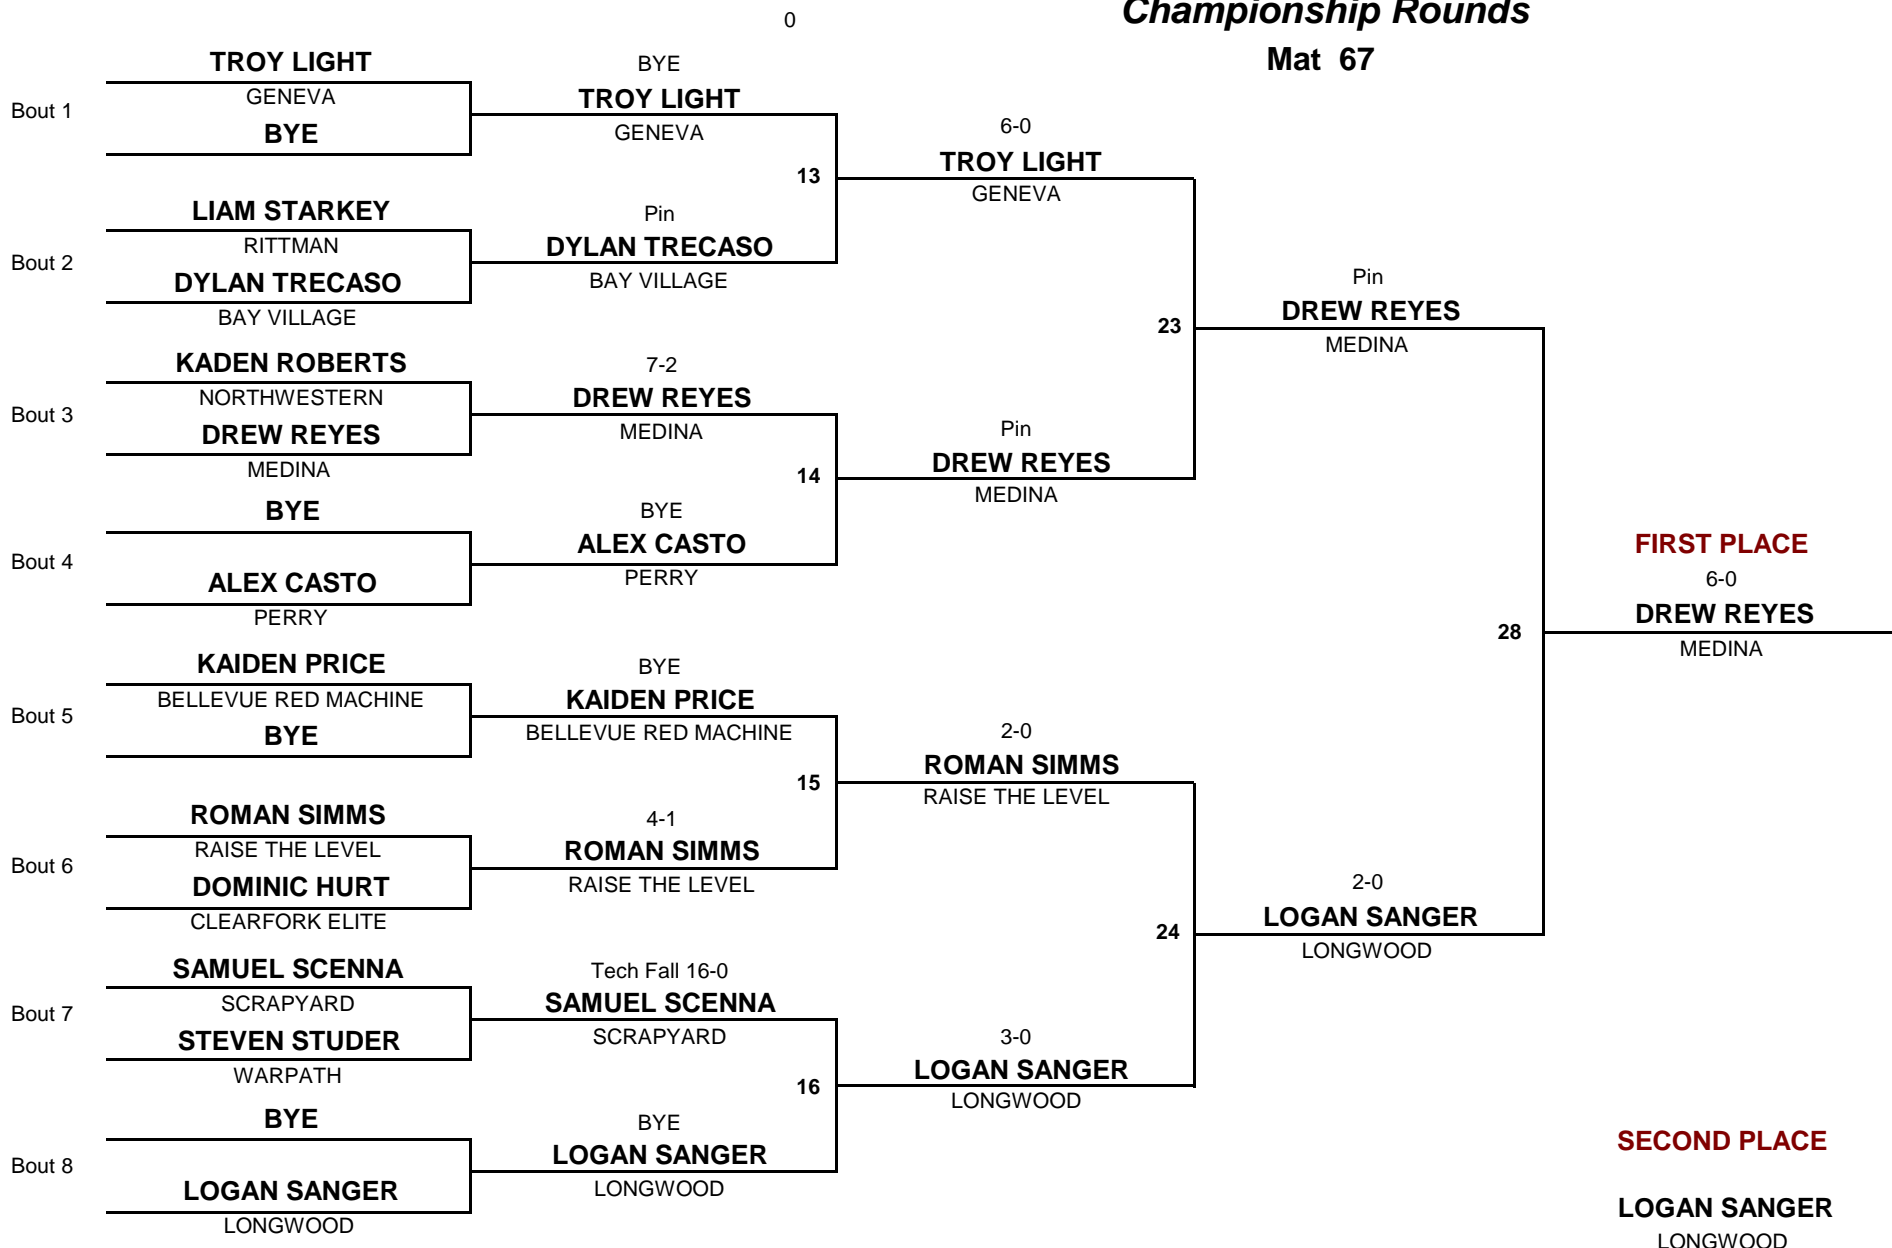 Championship Rounds
0
Mat 67
TROY LIGHT
GENEVA
Bout 1
BYE
LIAM STARKEY
RITTMAN
Bout 2
DYLAN TRECASO
BAY VILLAGE
KADEN ROBERTS
NORTHWESTERN
Bout 3
DREW REYES
MEDINA
BYE
Bout 4
ALEX CASTO
PERRY
KAIDEN PRICE
BELLEVUE RED MACHINE
Bout 5
BYE
ROMAN SIMMS
RAISE THE LEVEL
Bout 6
DOMINIC HURT
CLEARFORK ELITE
SAMUEL SCENNA
SCRAPYARD
Bout 7
STEVEN STUDER
WARPATH
BYE
Bout 8
LOGAN SANGER
LONGWOOD
BYE
TROY LIGHT
GENEVA
13
Pin
DYLAN TRECASO
BAY VILLAGE
7-2
DREW REYES
MEDINA
14
BYE
ALEX CASTO
PERRY
BYE
KAIDEN PRICE
BELLEVUE RED MACHINE
15
4-1
ROMAN SIMMS
RAISE THE LEVEL
Tech Fall 16-0
SAMUEL SCENNA
SCRAPYARD
16
BYE
LOGAN SANGER
LONGWOOD
6-0
TROY LIGHT
GENEVA
23
Pin
DREW REYES
MEDINA
2-0
ROMAN SIMMS
RAISE THE LEVEL
24
3-0
LOGAN SANGER
LONGWOOD
Pin
DREW REYES
MEDINA
28
2-0
LOGAN SANGER
LONGWOOD
FIRST PLACE
6-0
DREW REYES
MEDINA
SECOND PLACE
LOGAN SANGER
LONGWOOD